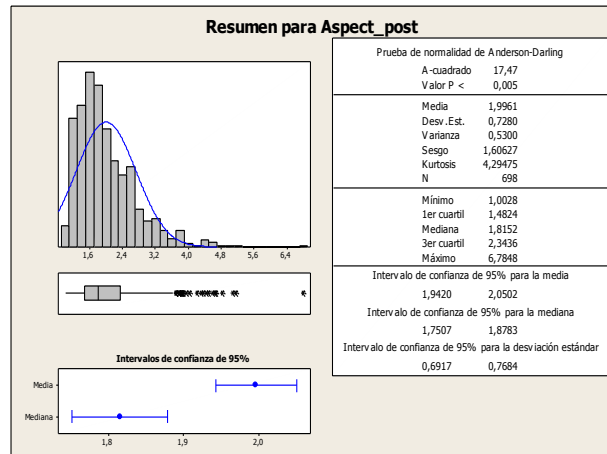 Resumen para Aspect_post
1,6 2,4 3,2 4,0 4,8 5,6 6,4
Intervalos de confianza de 95%
Media
Mediana
1,8 1,9 2,0
Prueba de normalidad de Anderson-Darling
A-cuadrado 17,47
Valor P < 0,005
Media 1,9961
Desv.Est. 0,7280
Varianza 0,5300
Sesgo 1,60627
Kurtosis 4,29475
N 698
Mínimo 1,0028
1er cuartil 1,4824
Mediana 1,8152
3er cuartil 2,3436
Máximo 6,7848
Intervalo de confianza de 95% para la media
1,9420 2,0502
Intervalo de confianza de 95% para la mediana
1,7507 1,8783
Intervalo de confianza de 95% para la desviación estándar
0,6917 0,7684